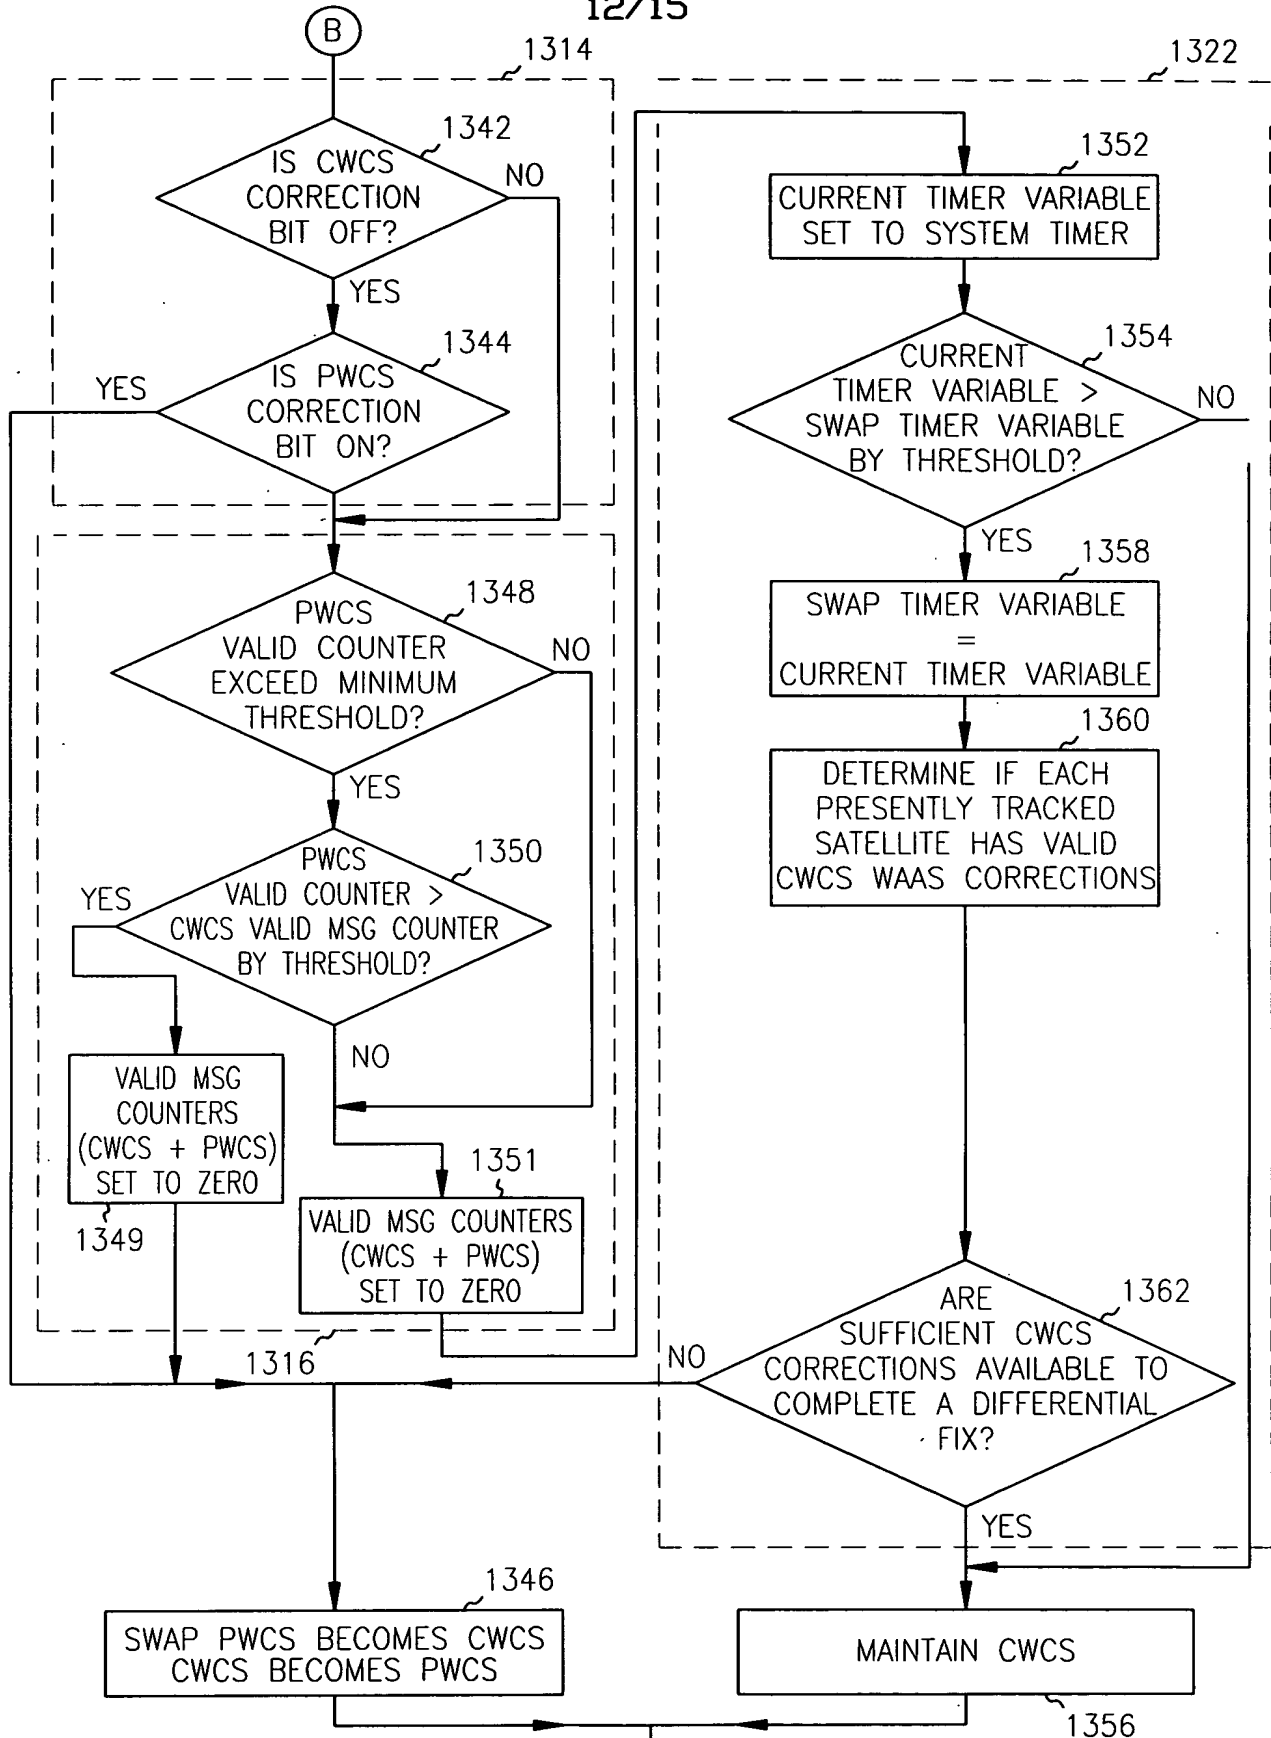 12/15
B
1314
1342
IS CWCS
CORRECTION
BIT OFF?
NO
YES
1344
IS PWCS
CORRECTION
BIT ON?
YES
1348
PWCS
VALID COUNTER
EXCEED MINIMUM
THRESHOLD?
NO
YES
1350
PWCS
VALID COUNTER >
CWCS VALID MSG COUNTER
BY THRESHOLD?
YES
NO
VALID MSG
COUNTERS
(CWCS + PWCS)
SET TO ZERO
1349
1351
VALID MSG COUNTERS
(CWCS + PWCS)
SET TO ZERO
1316
1322
1352
CURRENT TIMER VARIABLE
SET TO SYSTEM TIMER
1354
CURRENT
TIMER VARIABLE >
SWAP TIMER VARIABLE
BY THRESHOLD?
NO
YES
1358
SWAP TIMER VARIABLE
=
CURRENT TIMER VARIABLE
1360
DETERMINE IF EACH
PRESENTLY TRACKED
SATELLITE HAS VALID
CWCS WAAS CORRECTIONS
1362
ARE
SUFFICIENT CWCS
CORRECTIONS AVAILABLE TO
COMPLETE A DIFFERENTIAL
FIX?
NO
YES
1346
SWAP PWCS BECOMES CWCS
CWCS BECOMES PWCS
MAINTAIN CWCS
1356